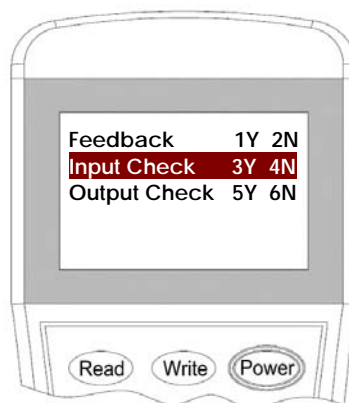 Feedback 1Y 2N
Input Check 3Y 4N
Output Check 5Y 6N
Read Write Power